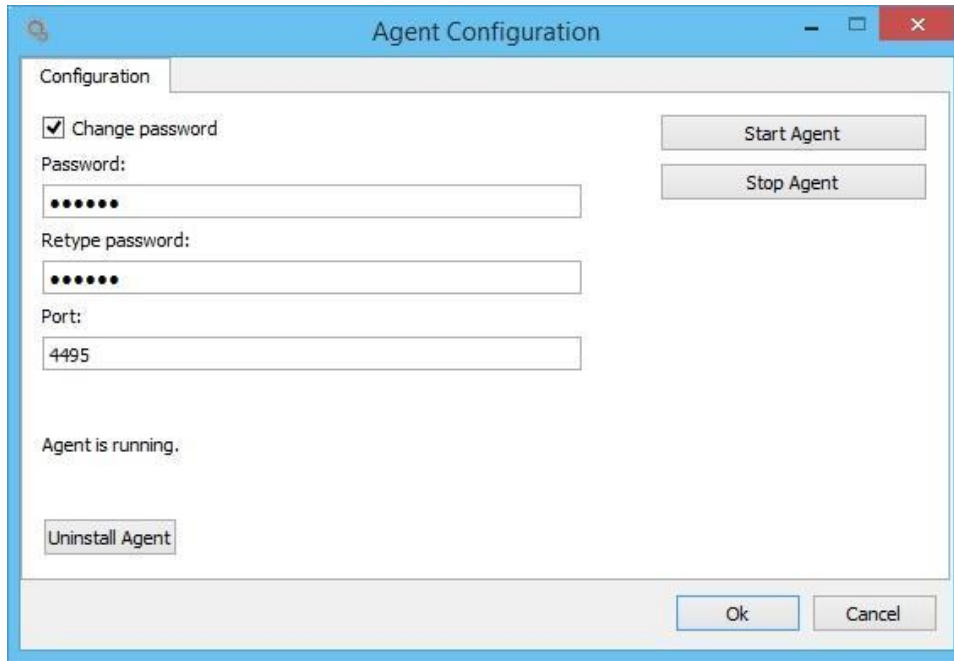 Agent Configuration
Configuration
Change password
Start Agent
Password:
Stop Agent
••••••
Retype password:
••••••
Port:
4495
Agent is running.
Uninstall Agent
Ok
Cancel